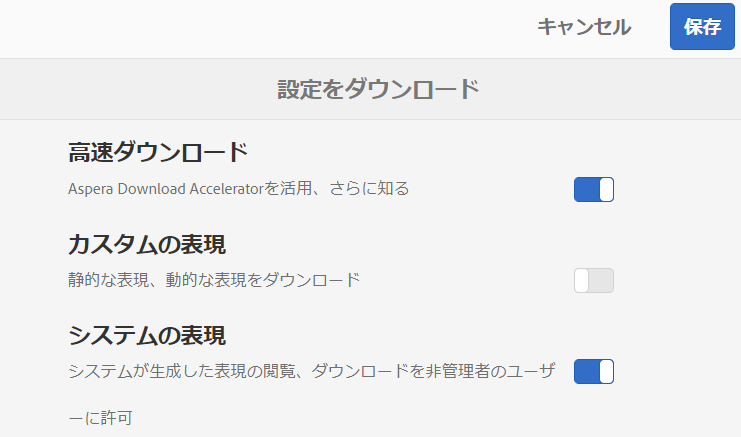 キャンセル 保存
設定をダウンロード
高速ダウンロード
Aspera Download Acceleratorを活用、さらに知る
カスタムの表現
静的な表現、動的な表現をダウンロード
システムの表現
システムが生成した表現の閲覧、ダウンロードを非管理者のユーザ
ーに許可